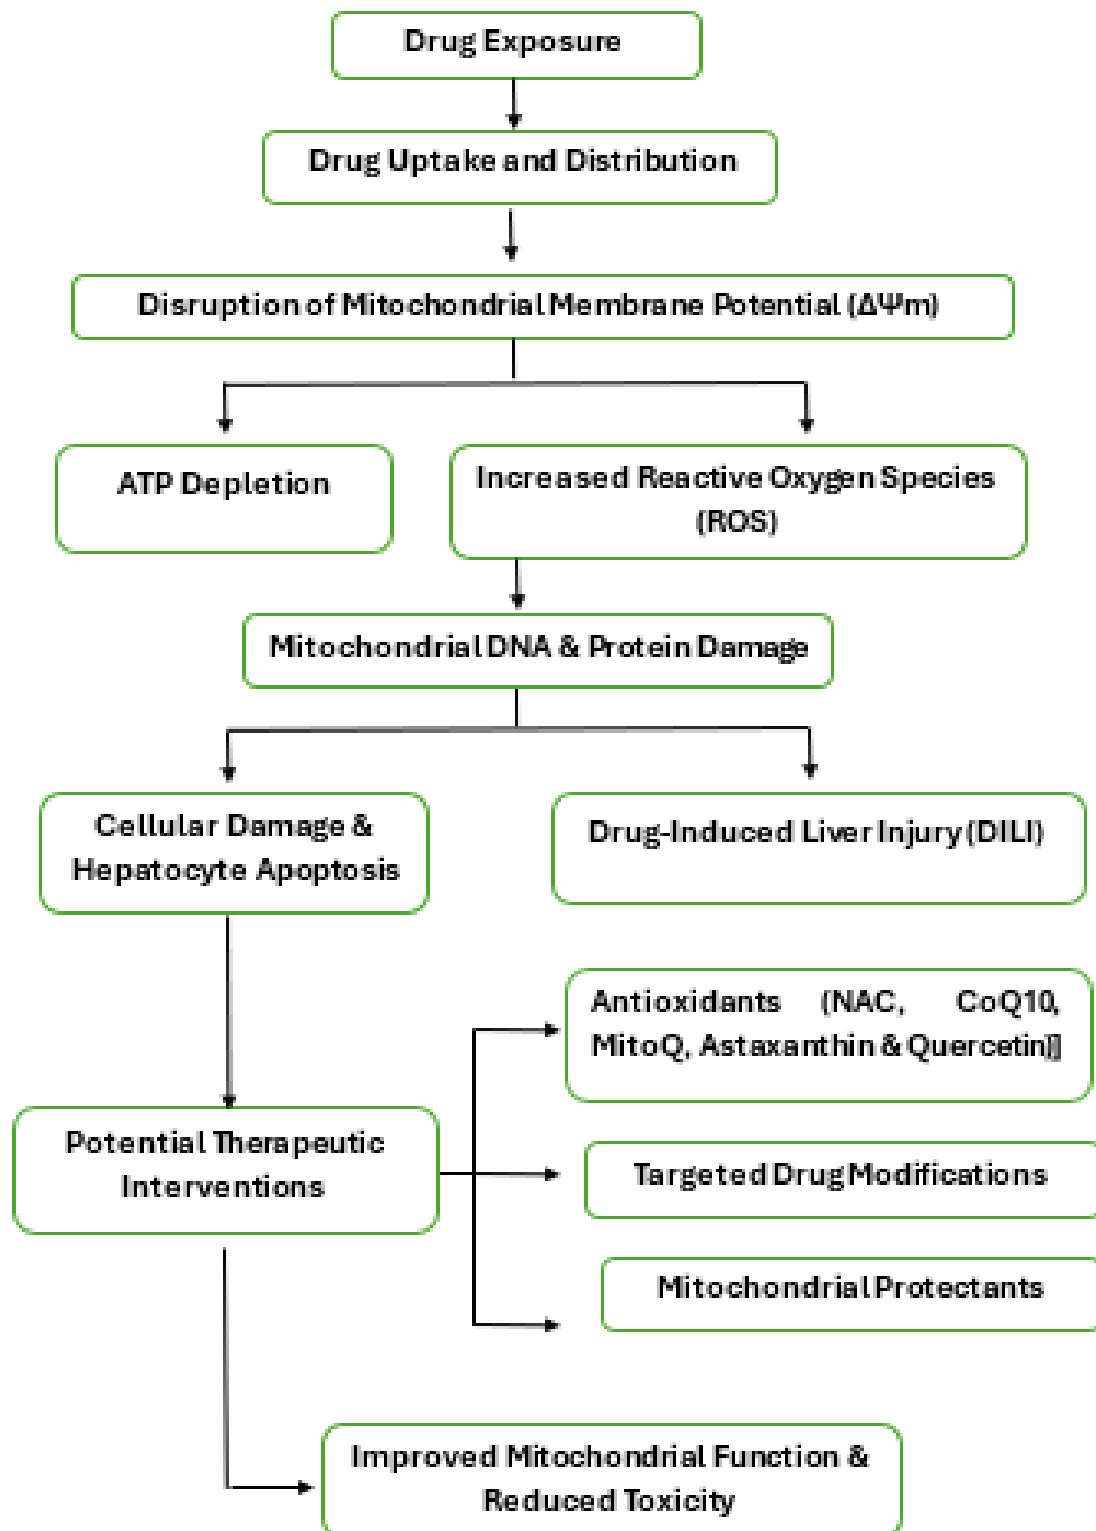 Drug Exposure
Drug Uptake and Distribution
Disruption of Mitochondrial Membrane Potential (ΔΨm)
ATP Depletion
Increased Reactive Oxygen Species
(ROS)
Mitochondrial DNA & Protein Damage
Cellular Damage &
Hepatocyte Apoptosis
Drug-Induced Liver Injury (DILI)
Antioxidants (NAC, CoQ10,
MitoQ, Astaxanthin & Quercetin)]
Potential Therapeutic
Interventions
Targeted Drug Modifications
Mitochondrial Protectants
Improved Mitochondrial Function &
Reduced Toxicity